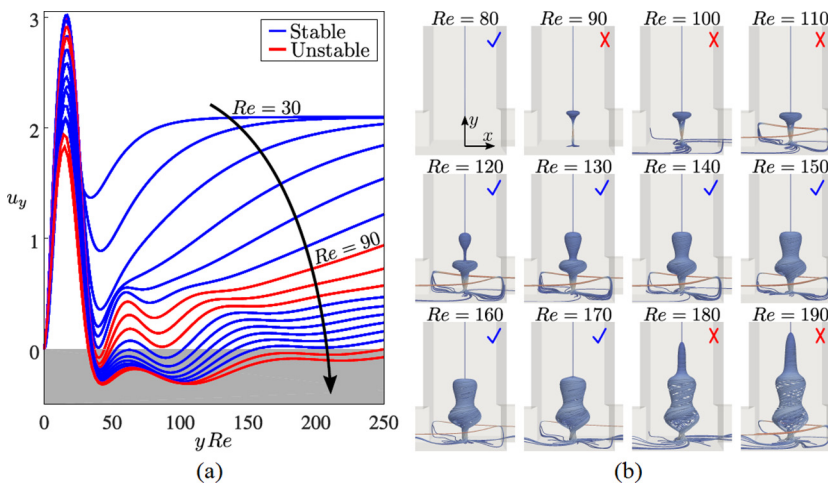 3
2
1
0
u_y
Stable
Unstable
Re = 30
Re = 90
0 50 100 150 200 250
y Re
(a)
Re = 80 Re = 90 Re = 100 Re = 110
✓ ✗ ✗ ✗
y
x
Re = 120 Re = 130 Re = 140 Re = 150
✓ ✓ ✓ ✓
Re = 160 Re = 170 Re = 180 Re = 190
✓ ✓ ✗ ✗
(b)